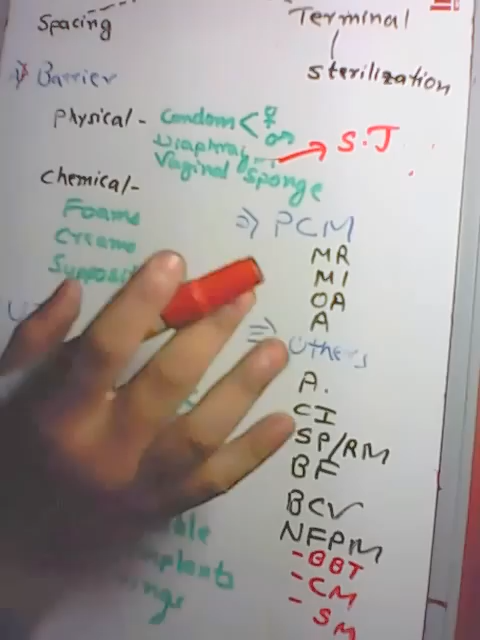 Spacing
Terminal
sterilization
1) Barrier
Physical - Condom < ♀ ♂
Diaphragm
Vaginal sponge
→ S.J
Chemical-
Foams
Creams
⇒ PCM
MR
MI
OA
A
⇒ Others
A.
CI
SP/RM
BF
BCV
NFPM
- BBT
- CM
- SM